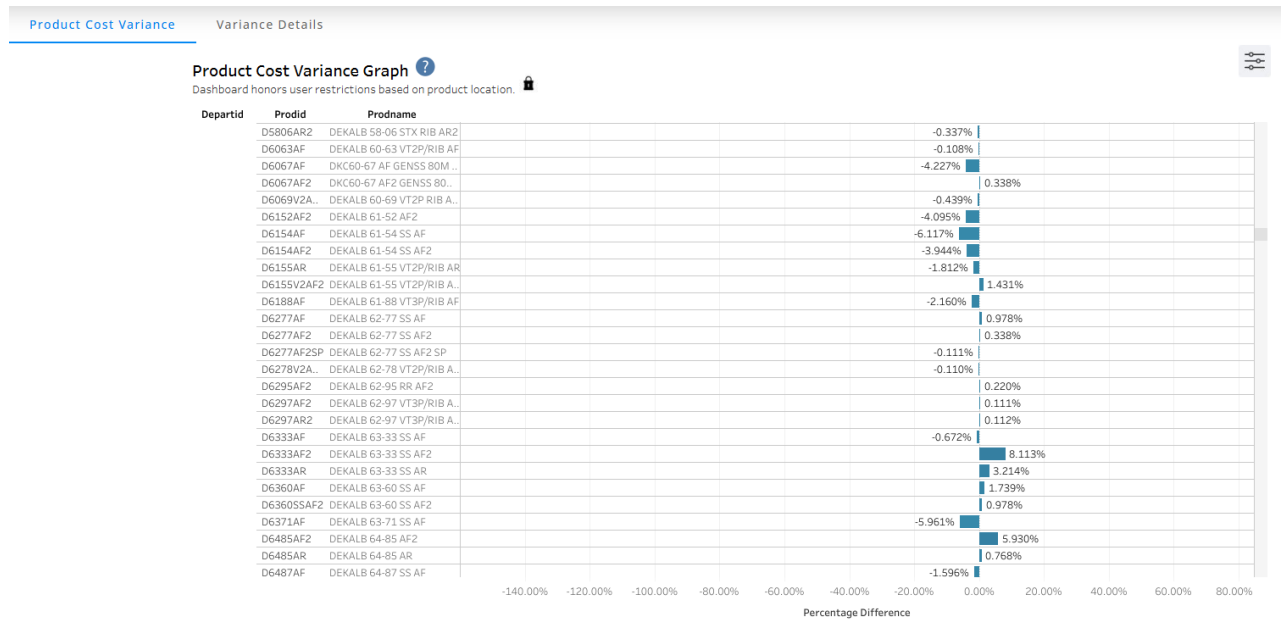 Product Cost Variance Variance Details
Product Cost Variance Graph ?
Dashboard honors user restrictions based on product location.
Departid Prodid Prodname
D5806AR2 DEKALB 58-06 STX RIB AR2 -0.337%
D6063AF DEKALB 60-63 VT2P/RIB AF -0.108%
D6067AF DKC60-67 AF GENSS 80M .. -4.227%
D6067AF2 DKC60-67 AF2 GENSS 80.. 0.338%
D6069V2A.. DEKALB 60-69 VT2P RIB A.. -0.439%
D6152AF2 DEKALB 61-52 AF2 -4.095%
D6154AF DEKALB 61-54 SS AF -6.117%
D6154AF2 DEKALB 61-54 SS AF2 -3.944%
D6155AR DEKALB 61-55 VT2P/RIB AR -1.812%
D6155V2AF2 DEKALB 61-55 VT2P/RIB A.. 1.431%
D6188AF DEKALB 61-88 VT3P/RIB AF -2.160%
D6277AF DEKALB 62-77 SS AF 0.978%
D6277AF2 DEKALB 62-77 SS AF2 0.338%
D6277AF2SP DEKALB 62-77 SS AF2 SP -0.111%
D6278V2A.. DEKALB 62-78 VT2P/RIB A.. -0.110%
D6295AF2 DEKALB 62-95 RR AF2 0.220%
D6297AF2 DEKALB 62-97 VT3P/RIB A.. 0.111%
D6297AR2 DEKALB 62-97 VT3P/RIB A.. 0.112%
D6333AF DEKALB 63-33 SS AF -0.672%
D6333AF2 DEKALB 63-33 SS AF2 8.113%
D6333AR DEKALB 63-33 SS AR 3.214%
D6360AF DEKALB 63-60 SS AF 1.739%
D6360SSAF2 DEKALB 63-60 SS AF2 0.978%
D6371AF DEKALB 63-71 SS AF -5.961%
D6485AF2 DEKALB 64-85 AF2 5.930%
D6485AR DEKALB 64-85 AR 0.768%
D6487AF DEKALB 64-87 SS AF -1.596%
-140.00% -120.00% -100.00% -80.00% -60.00% -40.00% -20.00% 0.00% 20.00% 40.00% 60.00% 80.00%
Percentage Difference